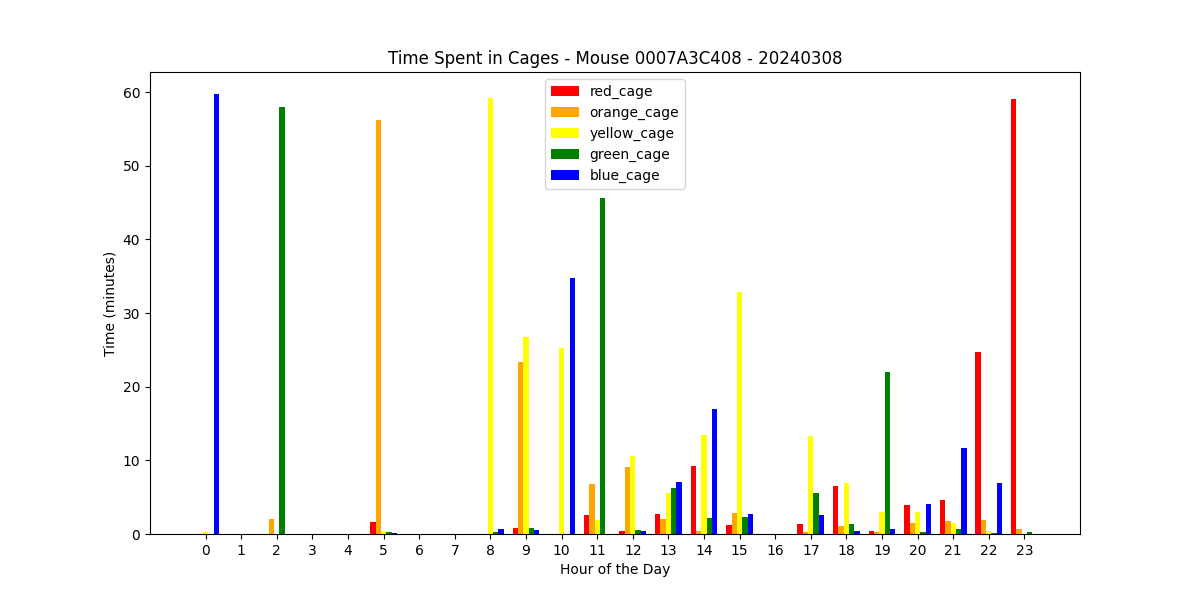 Time Spent in Cages - Mouse 0007A3C408 - 20240308
red_cage
orange_cage
yellow_cage
green_cage
blue_cage
Time (minutes)
60
50
40
30
20
10
0
0 1 2 3 4 5 6 7 8 9 10 11 12 13 14 15 16 17 18 19 20 21 22 23
Hour of the Day